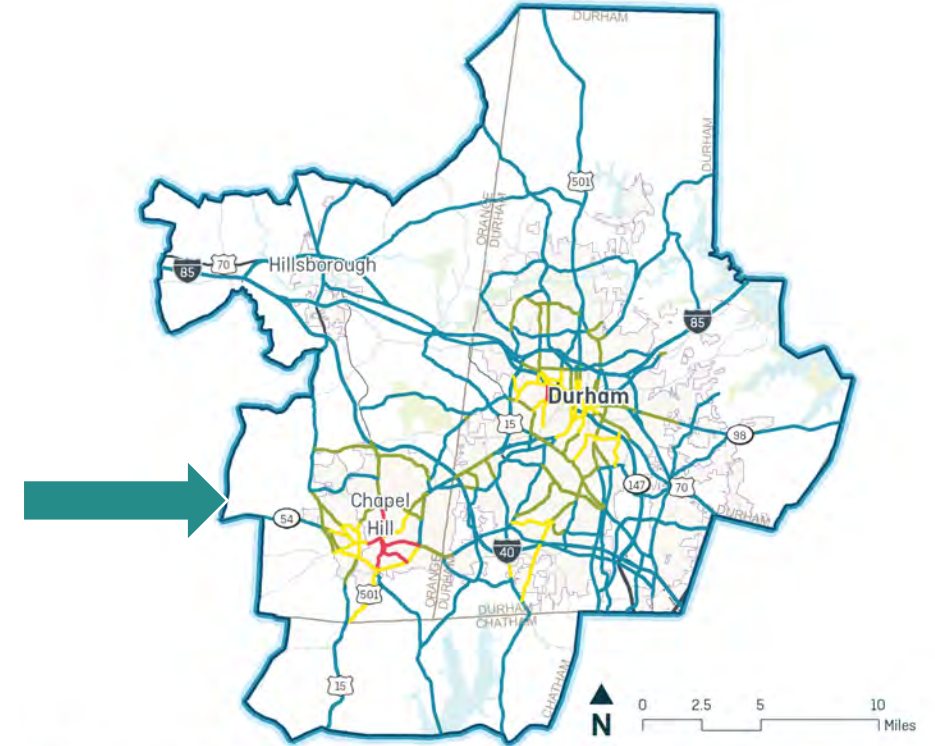 DURHAM
DURHAM
501
ORANGE
DURHAM
70
Hillsborough
85
85
Durham
15
98
147
70
Chapel
Hill
54
DURHAM
40
501
ORANGE
DURHAM
DURHAM
CHATHAM
15
CHATHAM
N
0 2.5 5 10
Miles